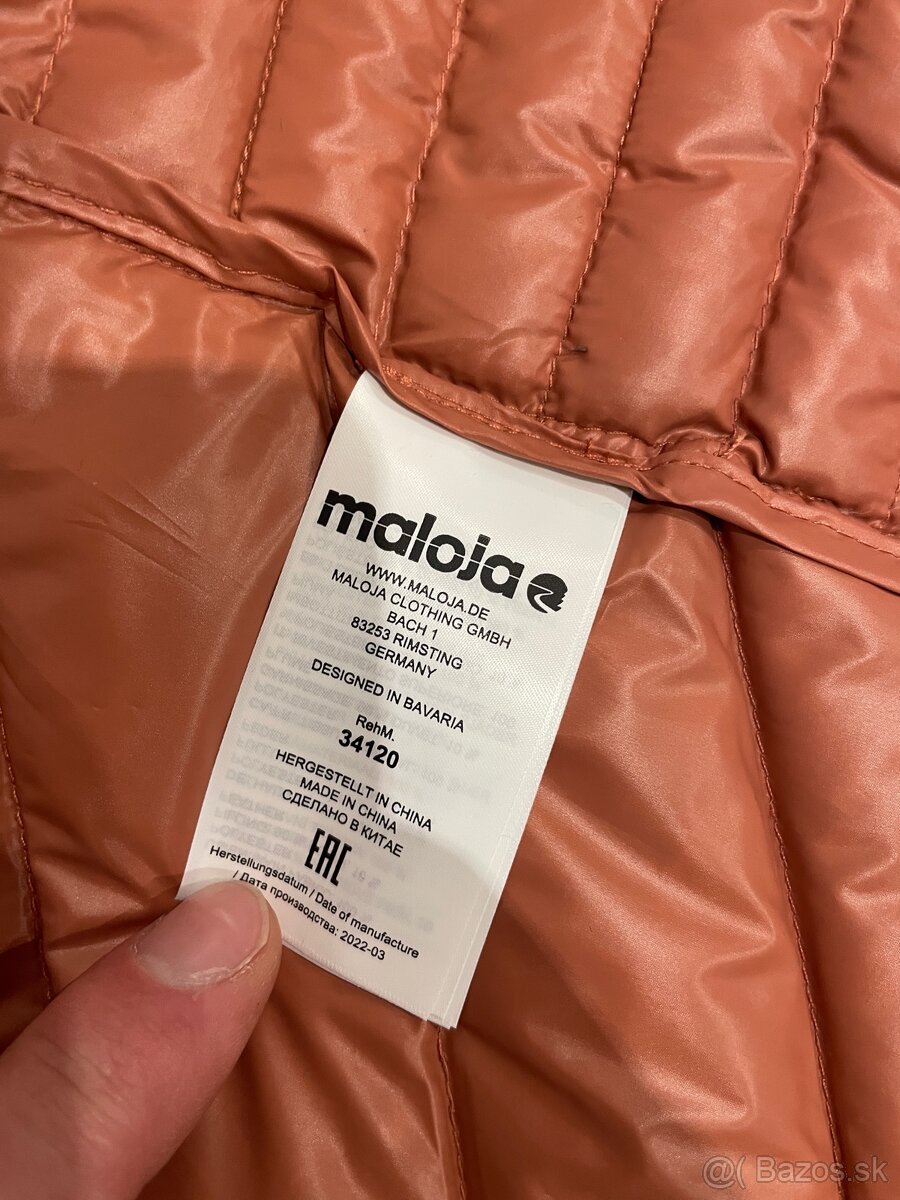 maloja
WWW.MALOJA.DE
MALOJA CLOTHING GMBH
BACH 1
83253 RIMSTING
GERMANY
DESIGNED IN BAVARIA
RehM.
34120
HERGESTELLT IN CHINA
MADE IN CHINA
СДЕЛАНО В КИТАЕ
EAC
Herstellungsdatum / Date of manufacture
/ Дата производства: 2022-03
@( Bazos.sk